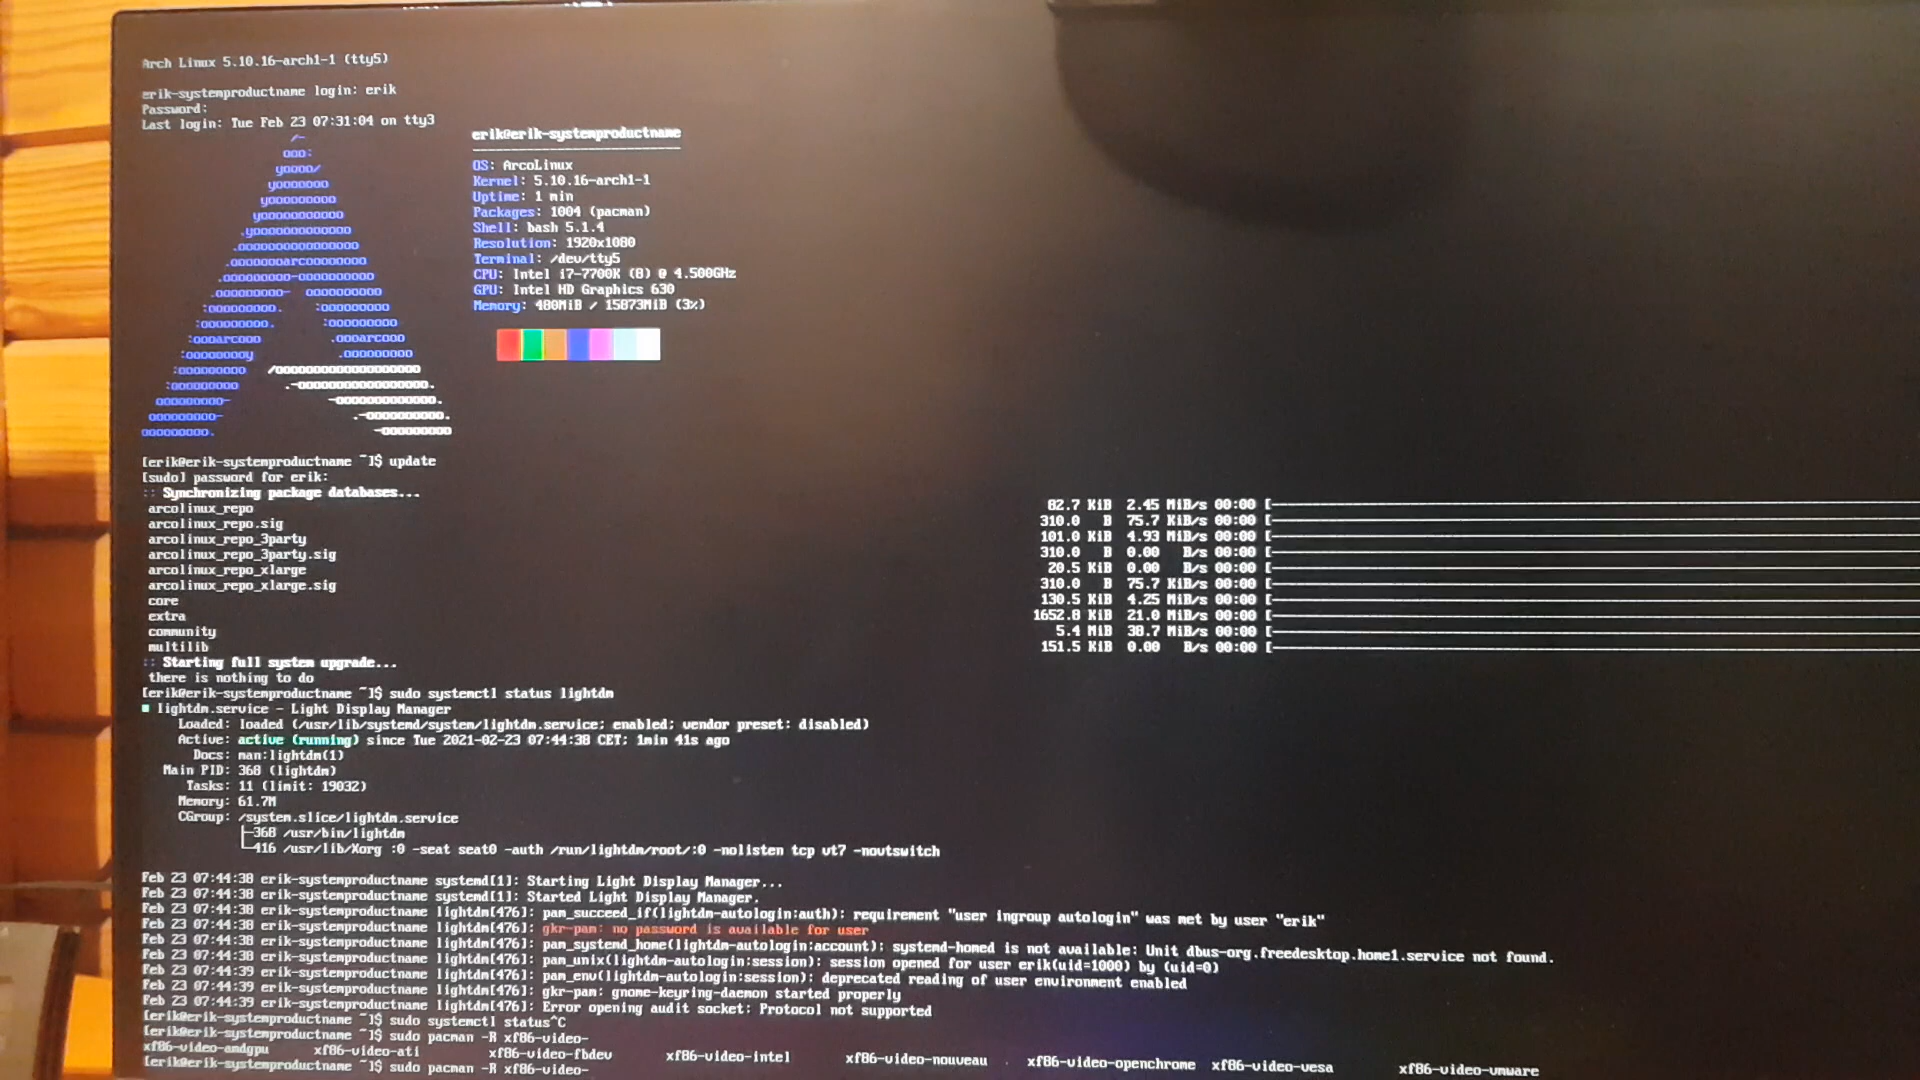 Arch Linux 5.10.16-arch1-1 (tty5)
erik-systemproductname login: erik
Password:
Last login: Tue Feb 23 07:31:04 on tty3
erik@erik-systemproductname
OS: ArcoLinux
Kernel: 5.10.16-arch1-1
Uptime: 1 min
Packages: 1004 (pacman)
Shell: bash 5.1.4
Resolution: 1920x1080
Terminal: /dev/tty5
CPU: Intel i7-7700K (8) @ 4.500GHz
GPU: Intel HD Graphics 630
Memory: 480MiB / 15873MiB (3%)
[erik@erik-systemproductname ~]$ update
[sudo] password for erik:
:: Synchronizing package databases...
arcolinux_repo 82.7 KiB 2.45 MiB/s 00:00 [
arcolinux_repo.sig 310.0 B 75.7 KiB/s 00:00 [
arcolinux_repo_3party 101.0 KiB 4.93 MiB/s 00:00 [
arcolinux_repo_3party.sig 310.0 B 0.00 B/s 00:00 [
arcolinux_repo_xlarge 20.5 KiB 0.00 B/s 00:00 [
arcolinux_repo_xlarge.sig 310.0 B 75.7 KiB/s 00:00 [
core 130.5 KiB 4.25 MiB/s 00:00 [
extra 1652.8 KiB 21.0 MiB/s 00:00 [
community 5.4 MiB 38.7 MiB/s 00:00 [
multilib 151.5 KiB 0.00 B/s 00:00 [
:: Starting full system upgrade...
there is nothing to do
[erik@erik-systemproductname ~]$ sudo systemctl status lightdm
■ lightdm.service - Light Display Manager
Loaded: loaded (/usr/lib/systemd/system/lightdm.service; enabled; vendor preset: disabled)
Active: active (running) since Tue 2021-02-23 07:44:38 CET; 1min 41s ago
Docs: man:lightdm(1)
Main PID: 368 (lightdm)
Tasks: 11 (limit: 19032)
Memory: 61.7M
CGroup: /system.slice/lightdm.service
├─368 /usr/bin/lightdm
└─416 /usr/lib/Xorg :0 -seat seat0 -auth /run/lightdm/root/:0 -nolisten tcp vt7 -novtswitch
Feb 23 07:44:38 erik-systemproductname systemd[1]: Starting Light Display Manager...
Feb 23 07:44:38 erik-systemproductname systemd[1]: Started Light Display Manager.
Feb 23 07:44:38 erik-systemproductname lightdm[476]: pam_succeed_if(lightdm-autologin:auth): requirement "user ingroup autologin" was met by user "erik"
Feb 23 07:44:38 erik-systemproductname lightdm[476]: gkr-pam: no password is available for user
Feb 23 07:44:38 erik-systemproductname lightdm[476]: pam_systemd_home(lightdm-autologin:account): systemd-homed is not available: Unit dbus-org.freedesktop.home1.service not found.
Feb 23 07:44:38 erik-systemproductname lightdm[476]: pam_unix(lightdm-autologin:session): session opened for user erik(uid=1000) by (uid=0)
Feb 23 07:44:39 erik-systemproductname lightdm[476]: pam_env(lightdm-autologin:session): deprecated reading of user environment enabled
Feb 23 07:44:39 erik-systemproductname lightdm[476]: gkr-pam: gnome-keyring-daemon started properly
Feb 23 07:44:39 erik-systemproductname lightdm[476]: Error opening audit socket: Protocol not supported
[erik@erik-systemproductname ~]$ sudo systemctl status^C
[erik@erik-systemproductname ~]$ sudo pacman -R xf86-video-
xf86-video-amdgpu xf86-video-ati xf86-video-fbdev xf86-video-intel xf86-video-nouveau xf86-video-openchrome xf86-video-vesa xf86-video-vmware
[erik@erik-systemproductname ~]$ sudo pacman -R xf86-video-